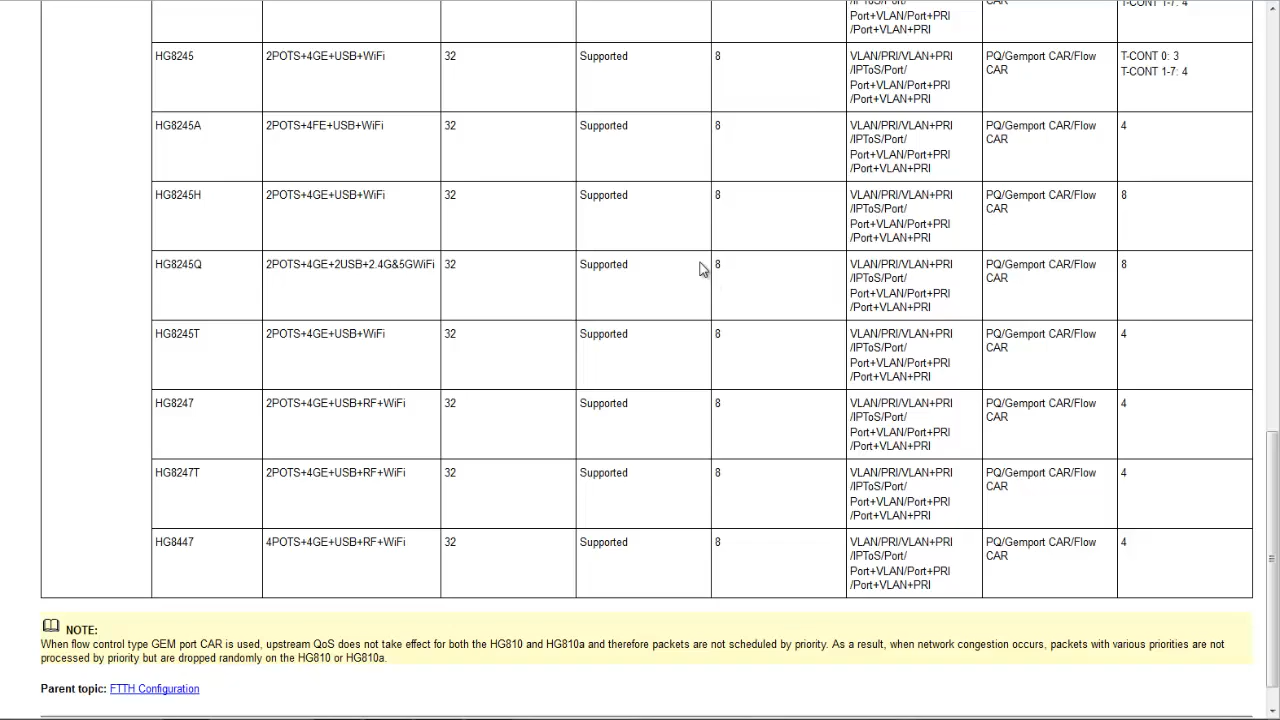 /IPToS/Port/
Port+VLAN/Port+PRI
/Port+VLAN+PRI
CAR
T-CONT 1-7: 4
HG8245
2POTS+4GE+USB+WiFi
32
Supported
8
VLAN/PRI/VLAN+PRI
/IPToS/Port/
Port+VLAN/Port+PRI
/Port+VLAN+PRI
PQ/Gemport CAR/Flow
CAR
T-CONT 0: 3
T-CONT 1-7: 4
HG8245A
2POTS+4FE+USB+WiFi
32
Supported
8
VLAN/PRI/VLAN+PRI
/IPToS/Port/
Port+VLAN/Port+PRI
/Port+VLAN+PRI
PQ/Gemport CAR/Flow
CAR
4
HG8245H
2POTS+4GE+USB+WiFi
32
Supported
8
VLAN/PRI/VLAN+PRI
/IPToS/Port/
Port+VLAN/Port+PRI
/Port+VLAN+PRI
PQ/Gemport CAR/Flow
CAR
8
HG8245Q
2POTS+4GE+2USB+2.4G&5GWiFi
32
Supported
8
VLAN/PRI/VLAN+PRI
/IPToS/Port/
Port+VLAN/Port+PRI
/Port+VLAN+PRI
PQ/Gemport CAR/Flow
CAR
8
HG8245T
2POTS+4GE+USB+WiFi
32
Supported
8
VLAN/PRI/VLAN+PRI
/IPToS/Port/
Port+VLAN/Port+PRI
/Port+VLAN+PRI
PQ/Gemport CAR/Flow
CAR
4
HG8247
2POTS+4GE+USB+RF+WiFi
32
Supported
8
VLAN/PRI/VLAN+PRI
/IPToS/Port/
Port+VLAN/Port+PRI
/Port+VLAN+PRI
PQ/Gemport CAR/Flow
CAR
4
HG8247T
2POTS+4GE+USB+RF+WiFi
32
Supported
8
VLAN/PRI/VLAN+PRI
/IPToS/Port/
Port+VLAN/Port+PRI
/Port+VLAN+PRI
PQ/Gemport CAR/Flow
CAR
4
HG8447
4POTS+4GE+USB+RF+WiFi
32
Supported
8
VLAN/PRI/VLAN+PRI
/IPToS/Port/
Port+VLAN/Port+PRI
/Port+VLAN+PRI
PQ/Gemport CAR/Flow
CAR
4
NOTE:
When flow control type GEM port CAR is used, upstream QoS does not take effect for both the HG810 and HG810a and therefore packets are not scheduled by priority. As a result, when network congestion occurs, packets with various priorities are not
processed by priority but are dropped randomly on the HG810 or HG810a.
Parent topic: FTTH Configuration